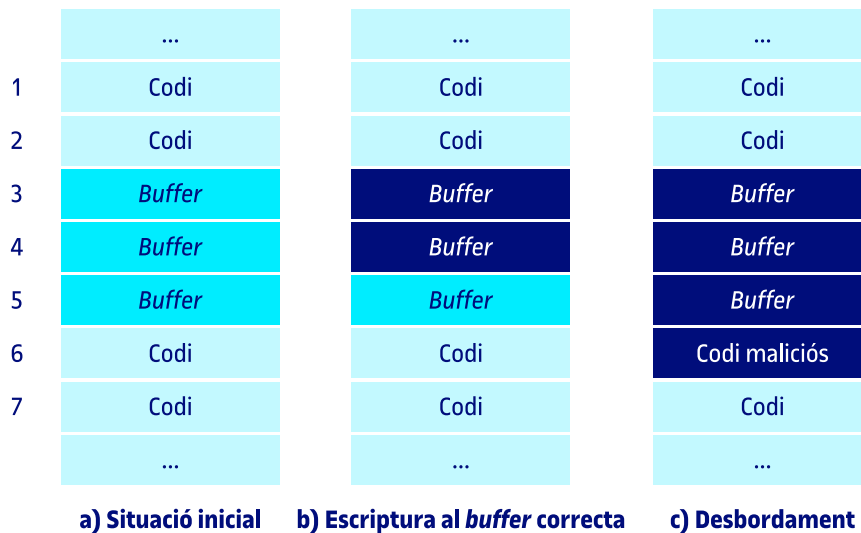 ... ... ...
1 Codi Codi Codi
2 Codi Codi Codi
3 Buffer Buffer Buffer
4 Buffer Buffer Buffer
5 Buffer Buffer Buffer
6 Codi Codi Codi maliciós
7 Codi Codi Codi
... ... ...
a) Situació inicial b) Escriptura al buffer correcta c) Desbordament